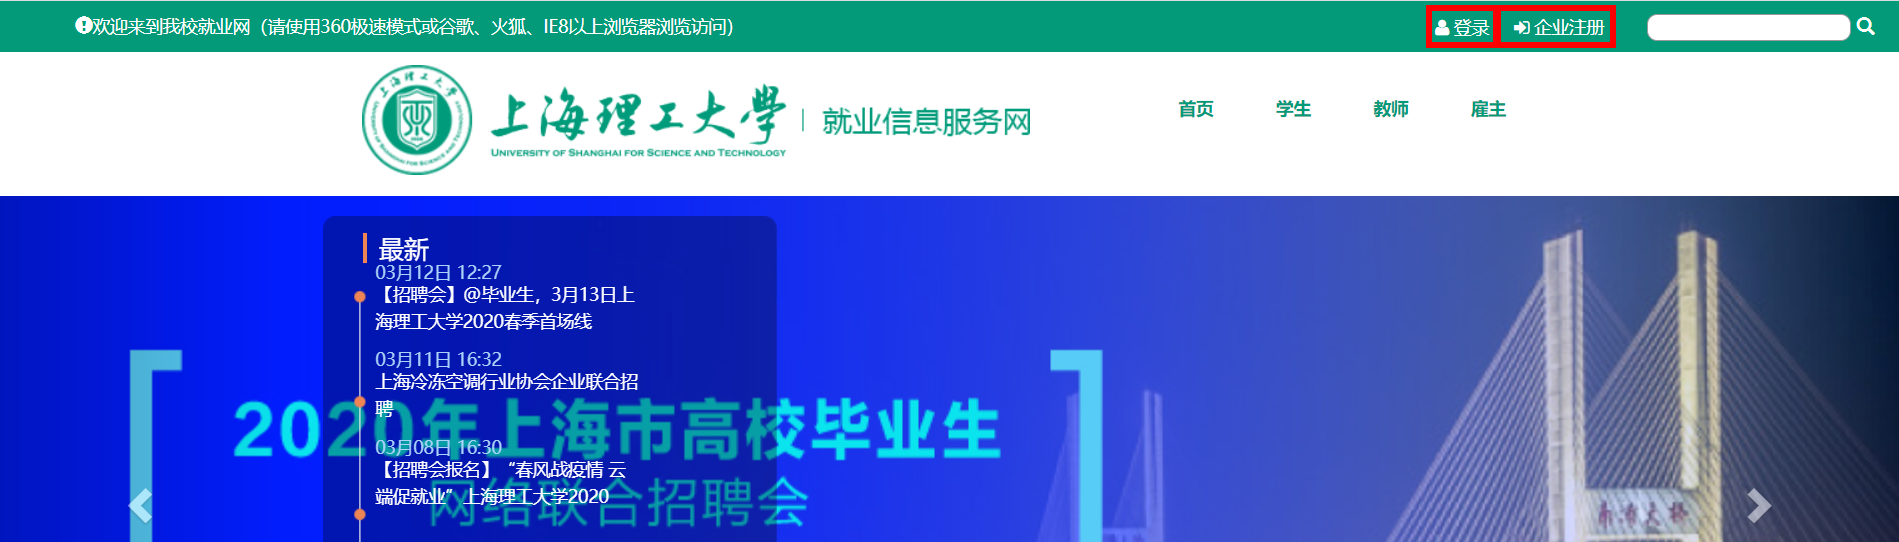 欢迎来到我校就业网（请使用360极速模式或谷歌、火狐、IE8以上浏览器浏览访问）
登录 企业注册
上海理工大學 | 就业信息服务网
UNIVERSITY OF SHANGHAI FOR SCIENCE AND TECHNOLOGY
首页 学生 教师 雇主
最新
03月12日 12:27
【招聘会】@毕业生，3月13日上
海理工大学2020春季首场线
03月11日 16:32
上海冷冻空调行业协会企业联合招
聘
2020年上海市高校毕业生
03月08日 16:30
【招聘会报名】“春风战疫情 云
端促就业”上海理工大学2020
网络联合招聘会